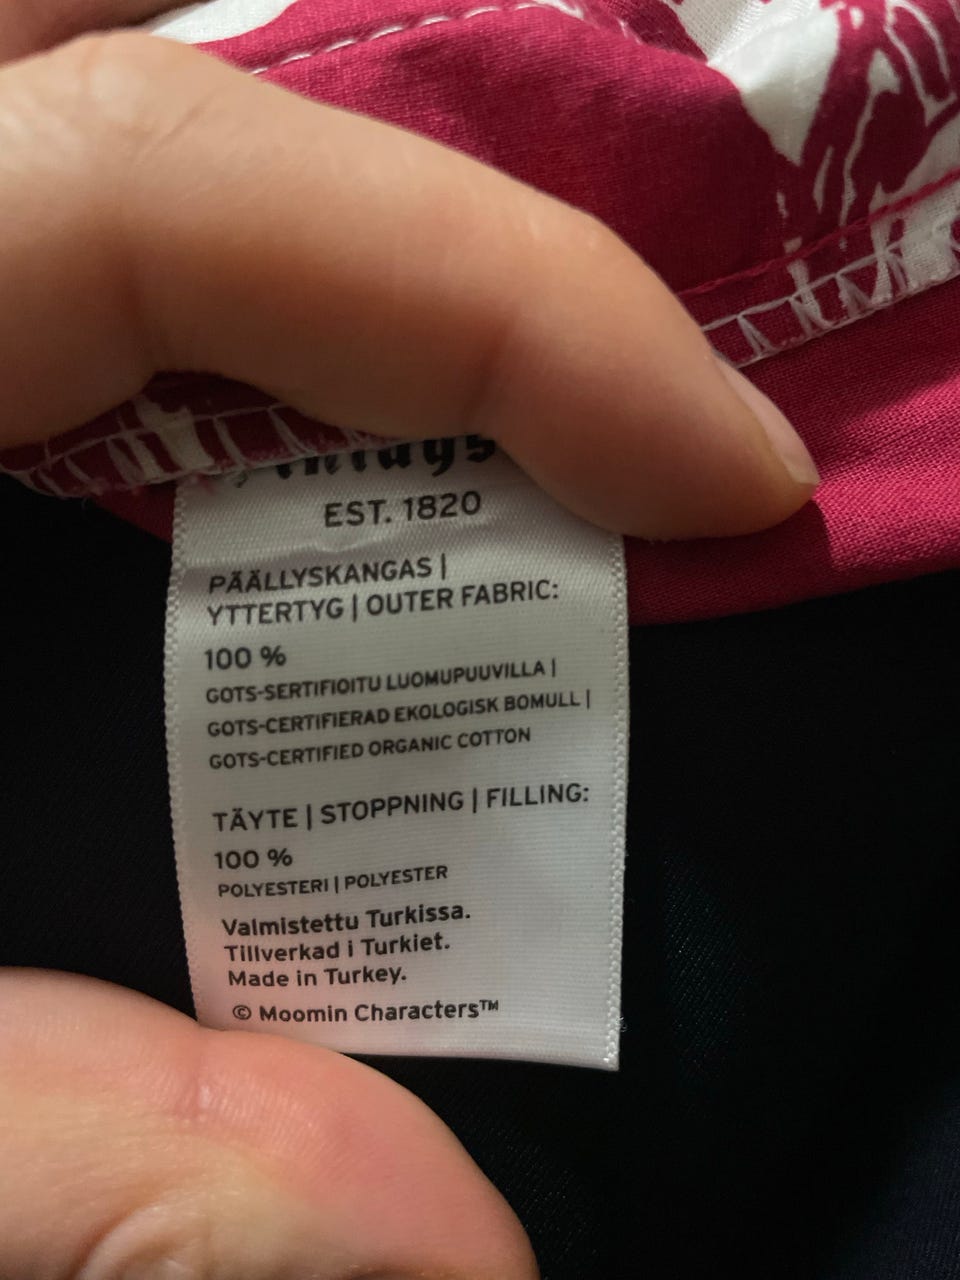 EST. 1820
PÄÄLLYSKANGAS |
YTTERTYG | OUTER FABRIC:
100 %
GOTS-SERTIFIOITU LUOMUPUUVILLA |
GOTS-CERTIFIERAD EKOLOGISK BOMULL |
GOTS-CERTIFIED ORGANIC COTTON
TÄYTE | STOPPNING | FILLING:
100 %
POLYESTERI | POLYESTER
Valmistettu Turkissa.
Tillverkad i Turkiet.
Made in Turkey.
© Moomin Characters™